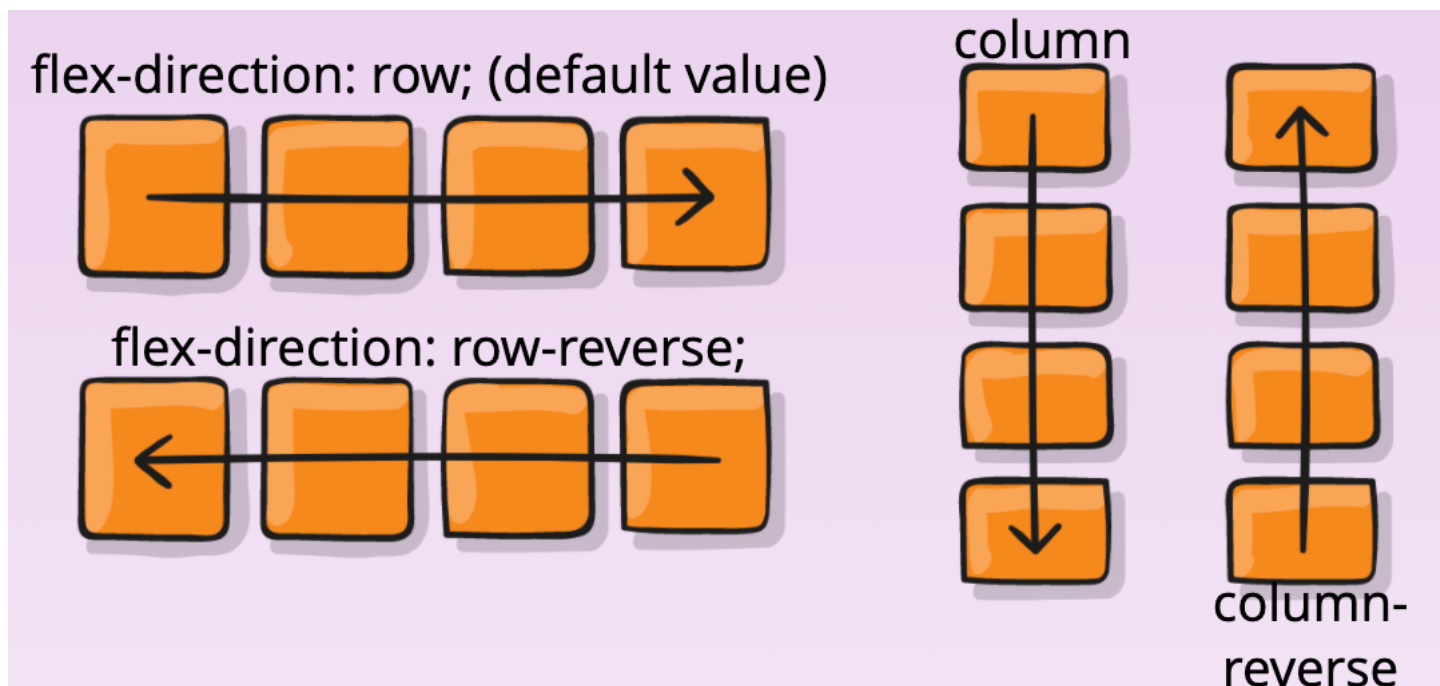 flex-direction: row; (default value)
flex-direction: row-reverse;
column
column-
reverse